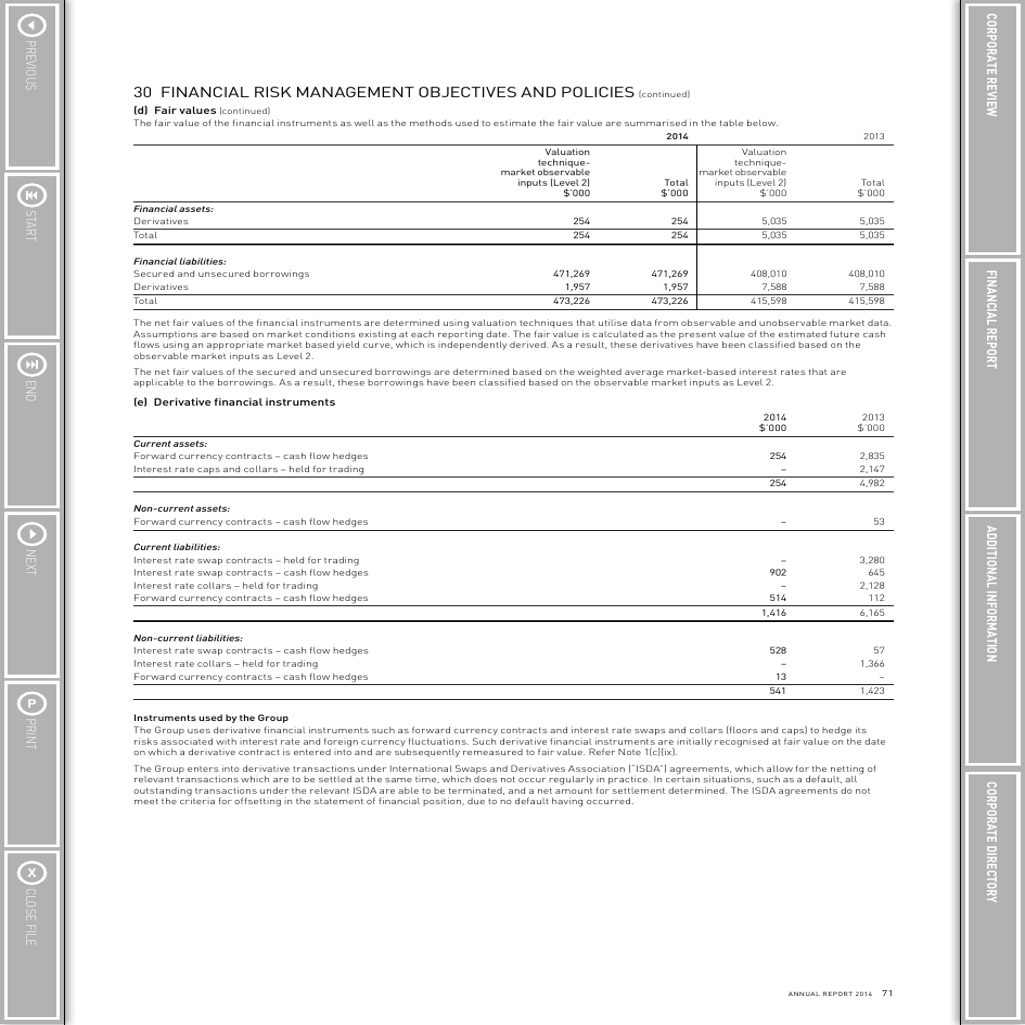 PREVIOUS
START
END
NEXT
P
PRINT
X
CLOSE FILE
30 FINANCIAL RISK MANAGEMENT OBJECTIVES AND POLICIES (continued)
(d) Fair values (continued)
The fair value of the financial instruments as well as the methods used to estimate the fair value are summarised in the table below.
2014 2013
Valuation Valuation
technique- technique-
market observable market observable
inputs (Level 2) Total inputs (Level 2) Total
$'000 $'000 $'000 $'000
Financial assets:
Derivatives 254 254 5,035 5,035
Total 254 254 5,035 5,035
Financial liabilities:
Secured and unsecured borrowings 471,269 471,269 408,010 408,010
Derivatives 1,957 1,957 7,588 7,588
Total 473,226 473,226 415,598 415,598
The net fair values of the financial instruments are determined using valuation techniques that utilise data from observable and unobservable market data.
Assumptions are based on market conditions existing at each reporting date. The fair value is calculated as the present value of the estimated future cash
flows using an appropriate market based yield curve, which is independently derived. As a result, these derivatives have been classified based on the
observable market inputs as Level 2.
The net fair values of the secured and unsecured borrowings are determined based on the weighted average market-based interest rates that are
applicable to the borrowings. As a result, these borrowings have been classified based on the observable market inputs as Level 2.
(e) Derivative financial instruments
2014 2013
$'000 $'000
Current assets:
Forward currency contracts – cash flow hedges 254 2,835
Interest rate caps and collars – held for trading – 2,147
254 4,982
Non-current assets:
Forward currency contracts – cash flow hedges – 53
Current liabilities:
Interest rate swap contracts – held for trading – 3,280
Interest rate swap contracts – cash flow hedges 902 645
Interest rate collars – held for trading – 2,128
Forward currency contracts – cash flow hedges 514 112
1,416 6,165
Non-current liabilities:
Interest rate swap contracts – cash flow hedges 528 57
Interest rate collars – held for trading – 1,366
Forward currency contracts – cash flow hedges 13 –
541 1,423
Instruments used by the Group
The Group uses derivative financial instruments such as forward currency contracts and interest rate swaps and collars (floors and caps) to hedge its
risks associated with interest rate and foreign currency fluctuations. Such derivative financial instruments are initially recognised at fair value on the date
on which a derivative contract is entered into and are subsequently remeasured to fair value. Refer Note 1(c)(ix).
The Group enters into derivative transactions under International Swaps and Derivatives Association ("ISDA") agreements, which allow for the netting of
relevant transactions which are to be settled at the same time, which does not occur regularly in practice. In certain situations, such as a default, all
outstanding transactions under the relevant ISDA are able to be terminated, and a net amount for settlement determined. The ISDA agreements do not
meet the criteria for offsetting in the statement of financial position, due to no default having occurred.
ANNUAL REPORT 2014 71
CORPORATE REVIEW
FINANCIAL REPORT
ADDITIONAL INFORMATION
CORPORATE DIRECTORY